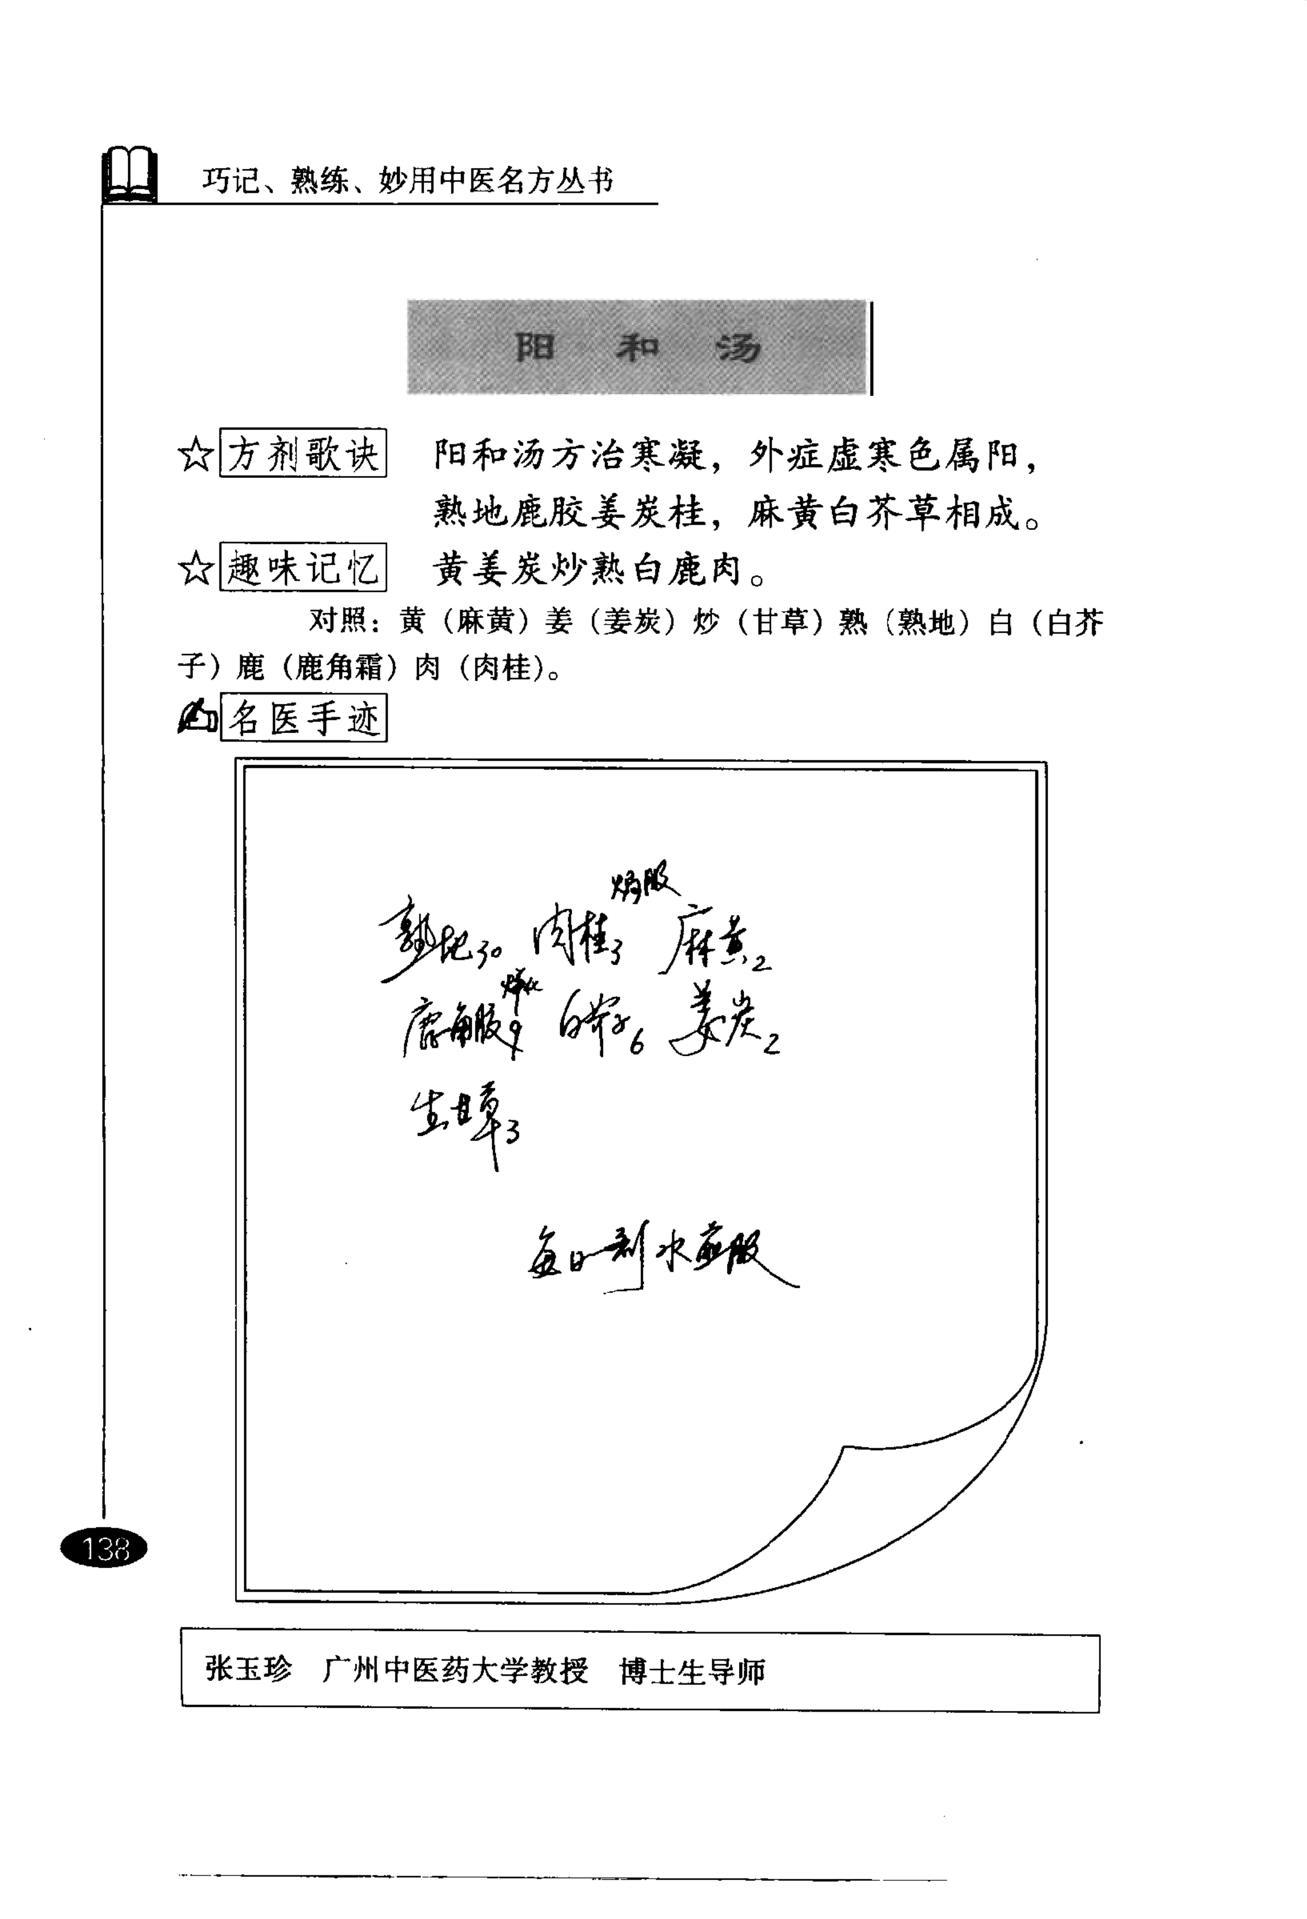 巧记、熟练、妙用中医名方丛书
阳和汤
☆方剂歌诀 阳和汤方治寒凝，外症虚寒色属阳，
熟地鹿胶姜炭桂，麻黄白芥草相成。
☆趣味记忆 黄姜炭炒熟白鹿肉。
对照：黄（麻黄）姜（姜炭）炒（甘草）熟（熟地）白（白芥
子）鹿（鹿角霜）肉（肉桂）。
名医手迹
焗服
熟地30 肉桂3 麻黄2
烊化
鹿角胶9 白芥子6 姜炭2
生甘草3
每日一剂水煎服
138
张玉珍 广州中医药大学教授 博士生导师